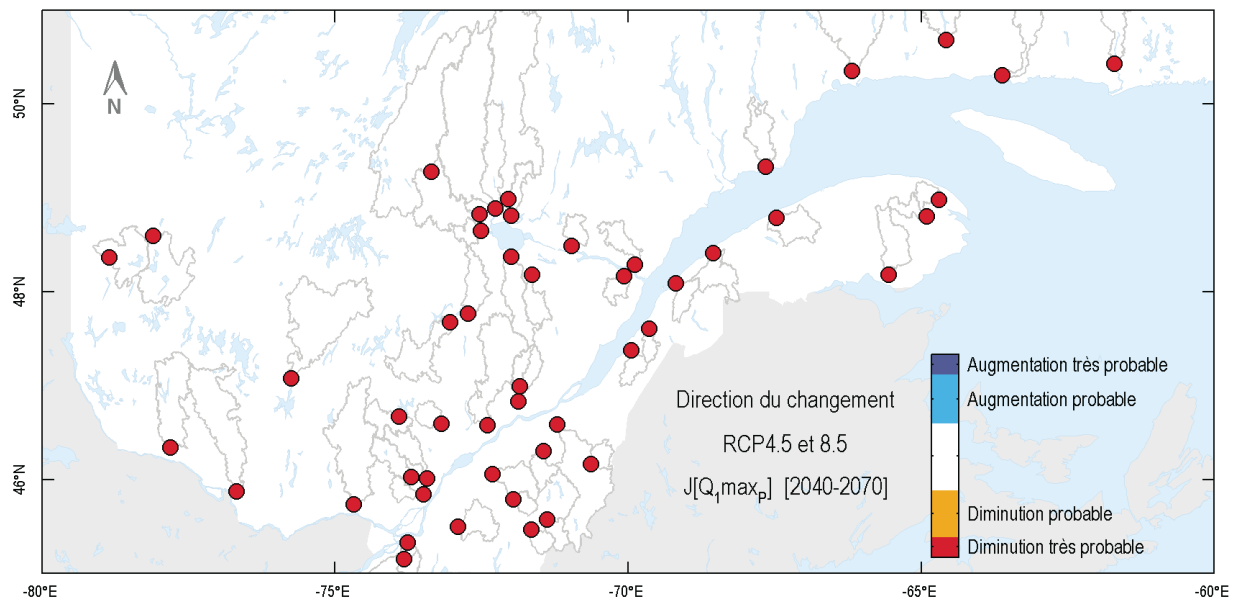 N
50°N
48°N
46°N
Direction du changement
RCP4.5 et 8.5
J[Q₁maxₚ] [2040-2070]
Augmentation très probable
Augmentation probable
Diminution probable
Diminution très probable
-80°E
-75°E
-70°E
-65°E
-60°E